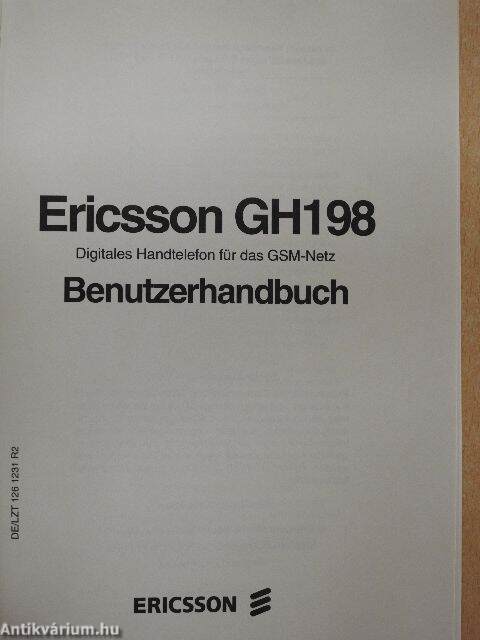 Ericsson GH198
Digitales Handtelefon für das GSM-Netz
Benutzerhandbuch
DE/LZT 126 1231 R2
ERICSSON
Antikvárium.hu